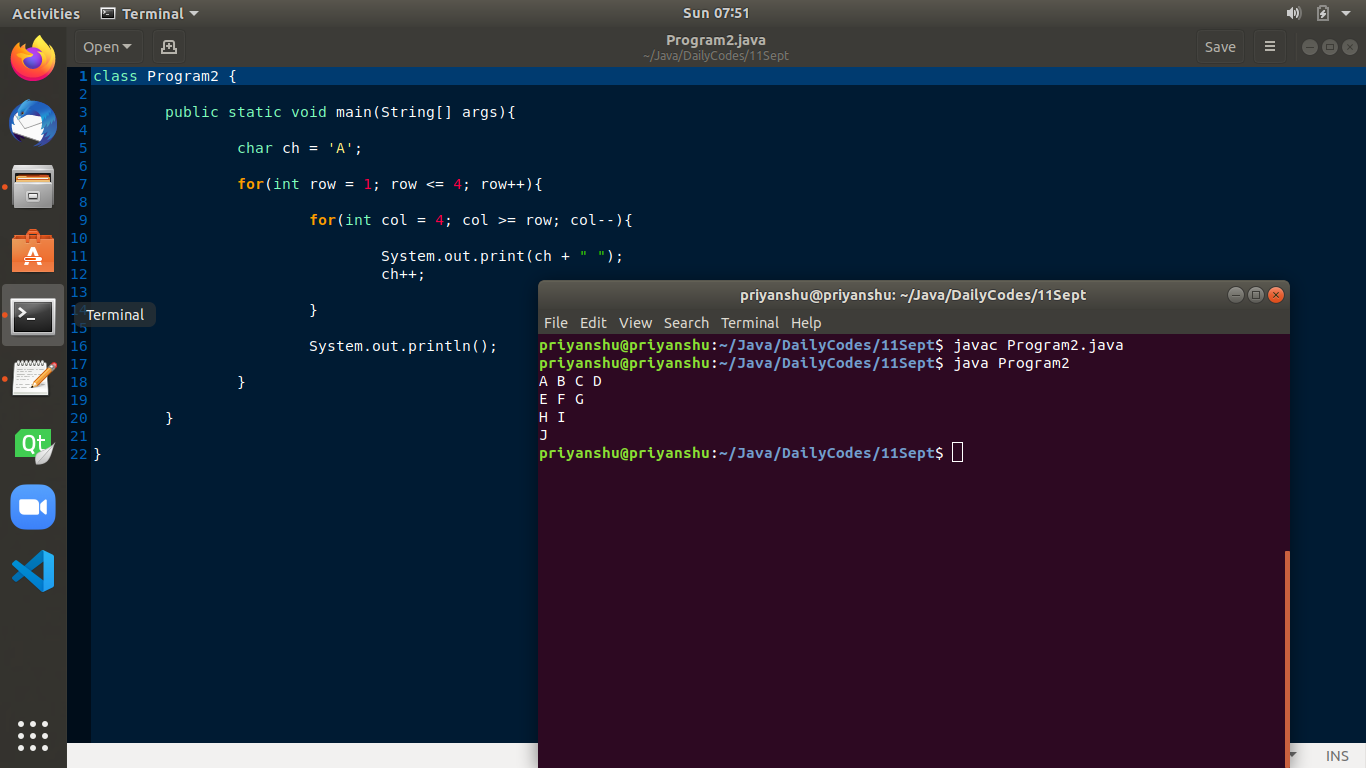 Activities Terminal Sun 07:51
Open Program2.java Save
~/Java/DailyCodes/11Sept
1 class Program2 {
2
3 public static void main(String[] args){
4
5 char ch = 'A';
6
7 for(int row = 1; row <= 4; row++){
8
9 for(int col = 4; col >= row; col--){
10
11 System.out.print(ch + " ");
12 ch++;
13
14 }
15
16 System.out.println();
17
18 }
19
20 }
21
22 }
Terminal
priyanshu@priyanshu: ~/Java/DailyCodes/11Sept
File Edit View Search Terminal Help
priyanshu@priyanshu:~/Java/DailyCodes/11Sept$ javac Program2.java
priyanshu@priyanshu:~/Java/DailyCodes/11Sept$ java Program2
A B C D
E F G
H I
J
priyanshu@priyanshu:~/Java/DailyCodes/11Sept$
Qt
INS